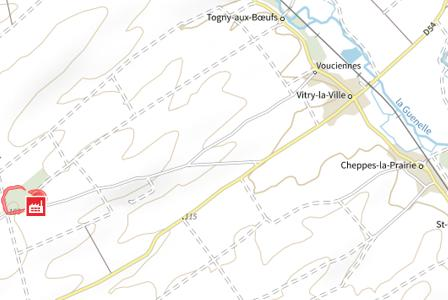 Togny-aux-Bœufs
D54
Vouciennes
Vitry-la-Ville
la Guenelle
Cheppes-la-Prairie
St-